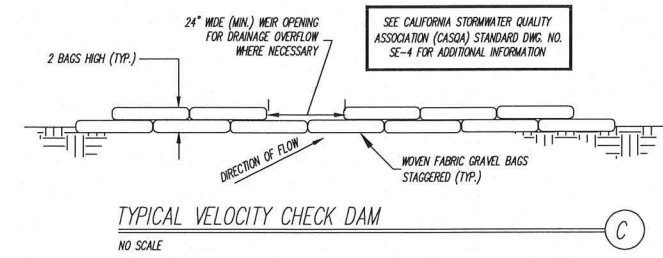 24" WIDE (MIN.) WEIR OPENING
FOR DRAINAGE OVERFLOW
WHERE NECESSARY
SEE CALIFORNIA STORMWATER QUALITY
ASSOCIATION (CASQA) STANDARD DWG. NO.
SE-4 FOR ADDITIONAL INFORMATION
2 BAGS HIGH (TYP.)
DIRECTION OF FLOW
WOVEN FABRIC GRAVEL BAGS
STAGGERED (TYP.)
TYPICAL VELOCITY CHECK DAM
C
NO SCALE